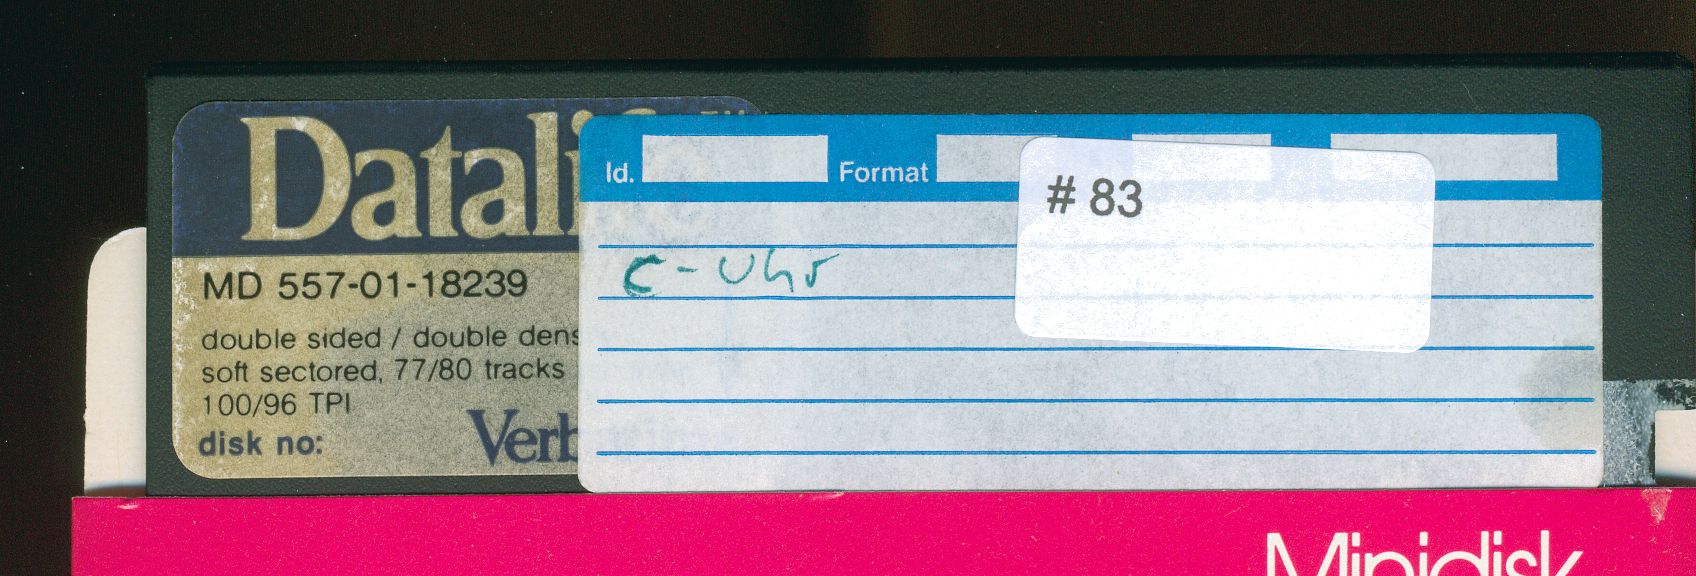 Datali
MD 557-01-18239
double sided / double dens
soft sectored, 77/80 tracks
100/96 TPI
disk no:
Verb
Id.
Format
# 83
C-Uhr
Minidisk